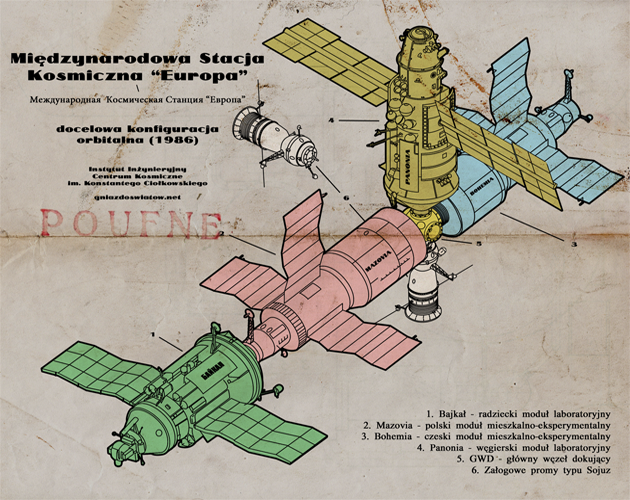 Międzynarodowa Stacja
Kosmiczna “Europa”
Международная Космическая Станция “Европа”
docelowa konfiguracja
orbitalna (1986)
Instytut Inżynieryjny
Centrum Kosmiczne
im. Konstantego Ciołkowskiego
gniazdoswiatow.net
POUFNE
1
4
6
5
3
PANONIA
BOHEMIA
MAZOVIA
БАЙКАЛ
1. Bajkał - radziecki moduł laboratoryjny
2. Mazovia - polski moduł mieszkalno-eksperymentalny
3. Bohemia - czeski moduł mieszkalno-eksperymentalny
4. Panonia - węgierski moduł laboratoryjny
5. GWD - główny węzeł dokujący
6. Załogowe promy typu Sojuz